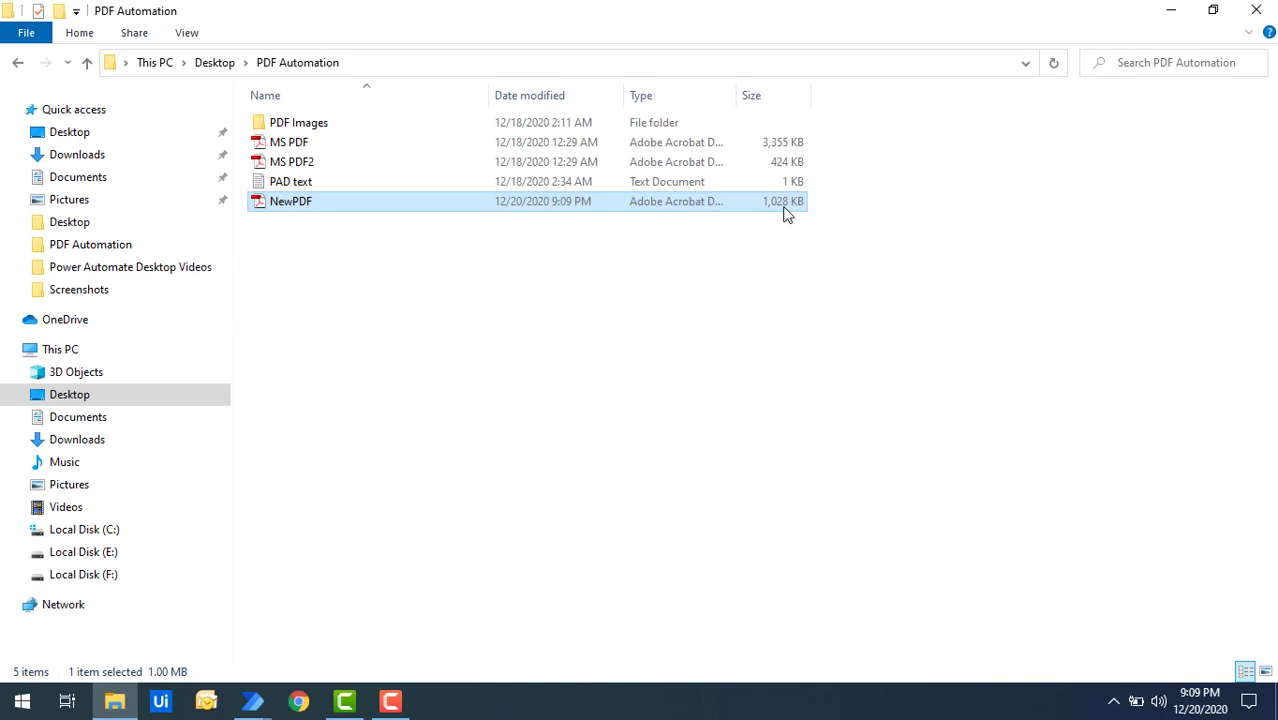 PDF Automation
File Home Share View
This PC Desktop PDF Automation Search PDF Automation
Name Date modified Type Size
Quick access
Desktop
Downloads
Documents
Pictures
Desktop
PDF Automation
Power Automate Desktop Videos
Screenshots
OneDrive
This PC
3D Objects
Desktop
Documents
Downloads
Music
Pictures
Videos
Local Disk (C:)
Local Disk (E:)
Local Disk (F:)
Network
PDF Images 12/18/2020 2:11 AM File folder
MS PDF 12/18/2020 12:29 AM Adobe Acrobat D... 3,355 KB
MS PDF2 12/18/2020 12:29 AM Adobe Acrobat D... 424 KB
PAD text 12/18/2020 2:34 AM Text Document 1 KB
NewPDF 12/20/2020 9:09 PM Adobe Acrobat D... 1,028 KB
5 items 1 item selected 1.00 MB
Ui
9:09 PM
12/20/2020